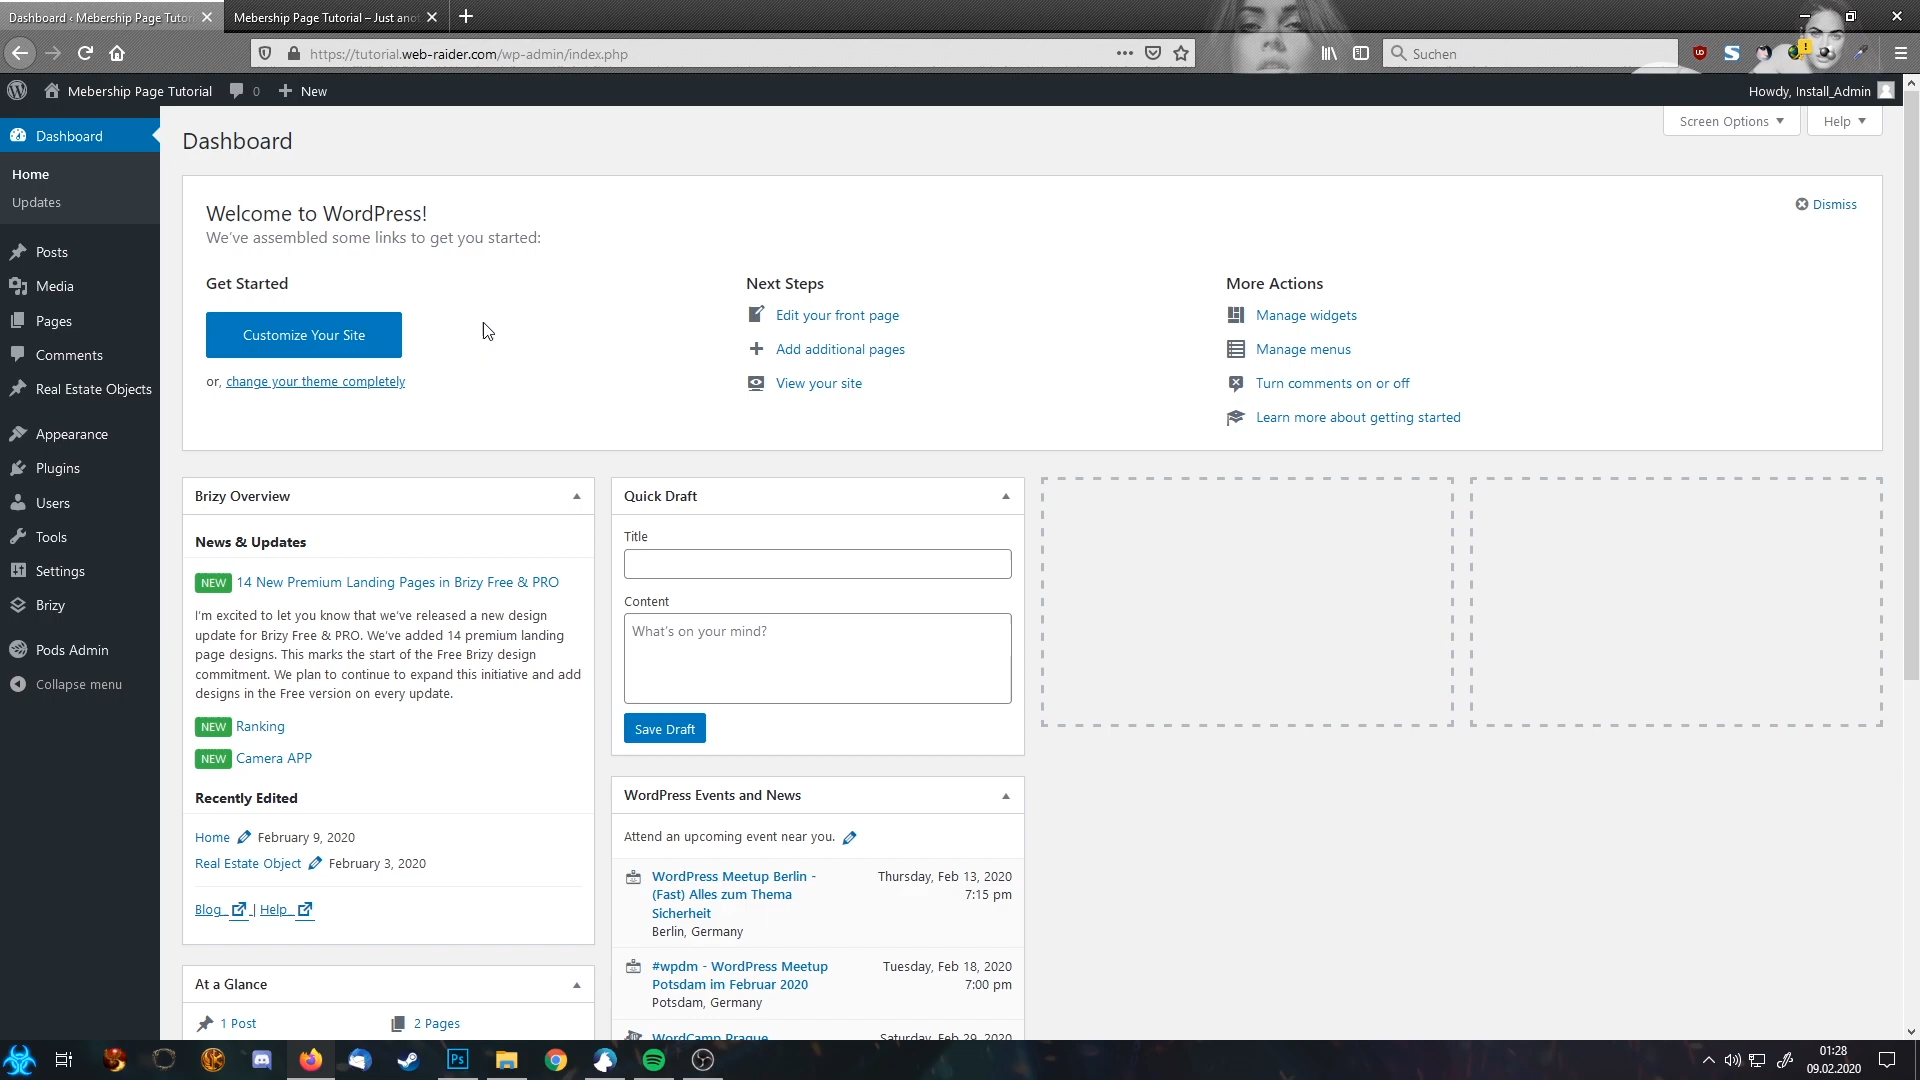 Dashboard ‹ Mebership Page Tutor
Mebership Page Tutorial – Just ano
https://tutorial.web-raider.com/wp-admin/index.php
Suchen
Mebership Page Tutorial
0
New
Howdy, Install_Admin
Dashboard
Home
Updates
Posts
Media
Pages
Comments
Real Estate Objects
Appearance
Plugins
Users
Tools
Settings
Brizy
Pods Admin
Collapse menu
Dashboard
Screen Options
Help
Welcome to WordPress!
We've assembled some links to get you started:
Dismiss
Get Started
Customize Your Site
or, change your theme completely
Next Steps
Edit your front page
Add additional pages
View your site
More Actions
Manage widgets
Manage menus
Turn comments on or off
Learn more about getting started
Brizy Overview
News & Updates
NEW 14 New Premium Landing Pages in Brizy Free & PRO
I'm excited to let you know that we've released a new design
update for Brizy Free & PRO. We've added 14 premium landing
page designs. This marks the start of the Free Brizy design
commitment. We plan to continue to expand this initiative and add
designs in the Free version on every update.
NEW Ranking
NEW Camera APP
Recently Edited
Home February 9, 2020
Real Estate Object February 3, 2020
Blog | Help
At a Glance
1 Post
2 Pages
Quick Draft
Title
Content
What's on your mind?
Save Draft
WordPress Events and News
Attend an upcoming event near you.
WordPress Meetup Berlin -
(Fast) Alles zum Thema
Sicherheit
Berlin, Germany
Thursday, Feb 13, 2020
7:15 pm
#wpdm - WordPress Meetup
Potsdam im Februar 2020
Potsdam, Germany
Tuesday, Feb 18, 2020
7:00 pm
WordCamp Prague
Saturday, Feb 29, 2020
Ps
01:28
09.02.2020